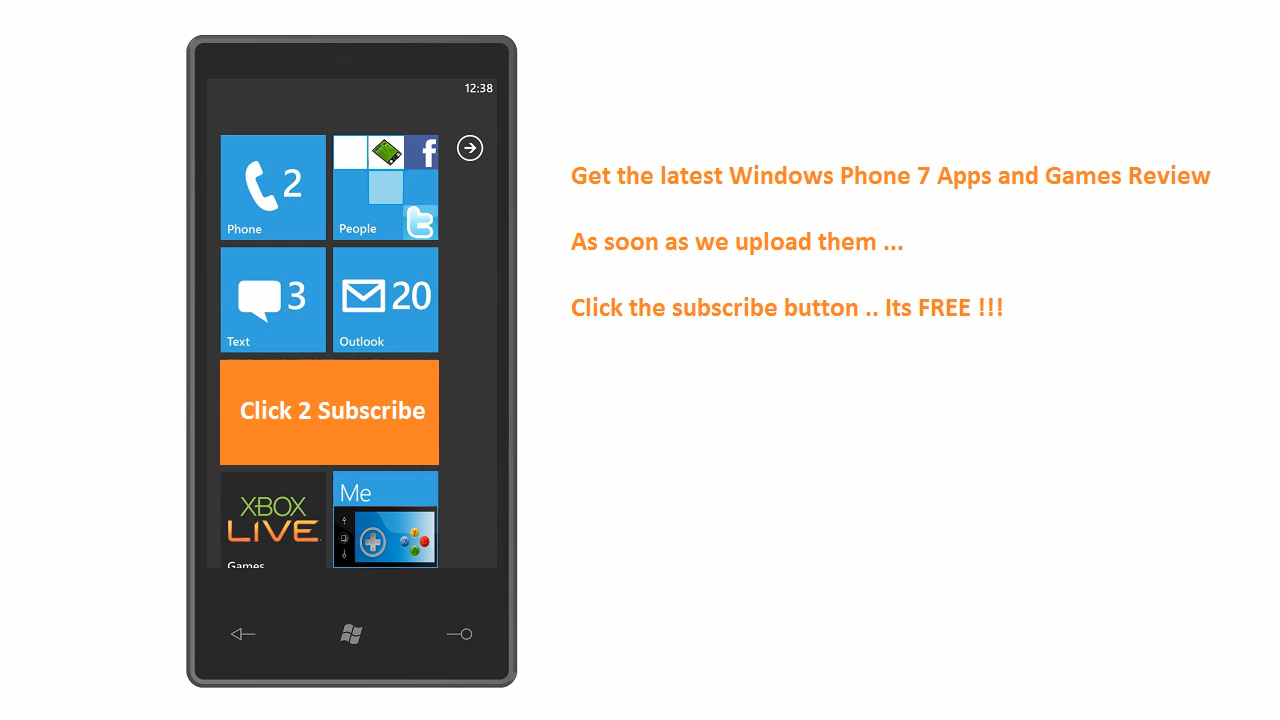 12:38
2
Phone
f
People
t
3
Text
20
Outlook
Get the latest Windows Phone 7 Apps and Games Review
As soon as we upload them ...
Click the subscribe button .. Its FREE !!!
Click 2 Subscribe
XBOX
LIVE
Games
Me